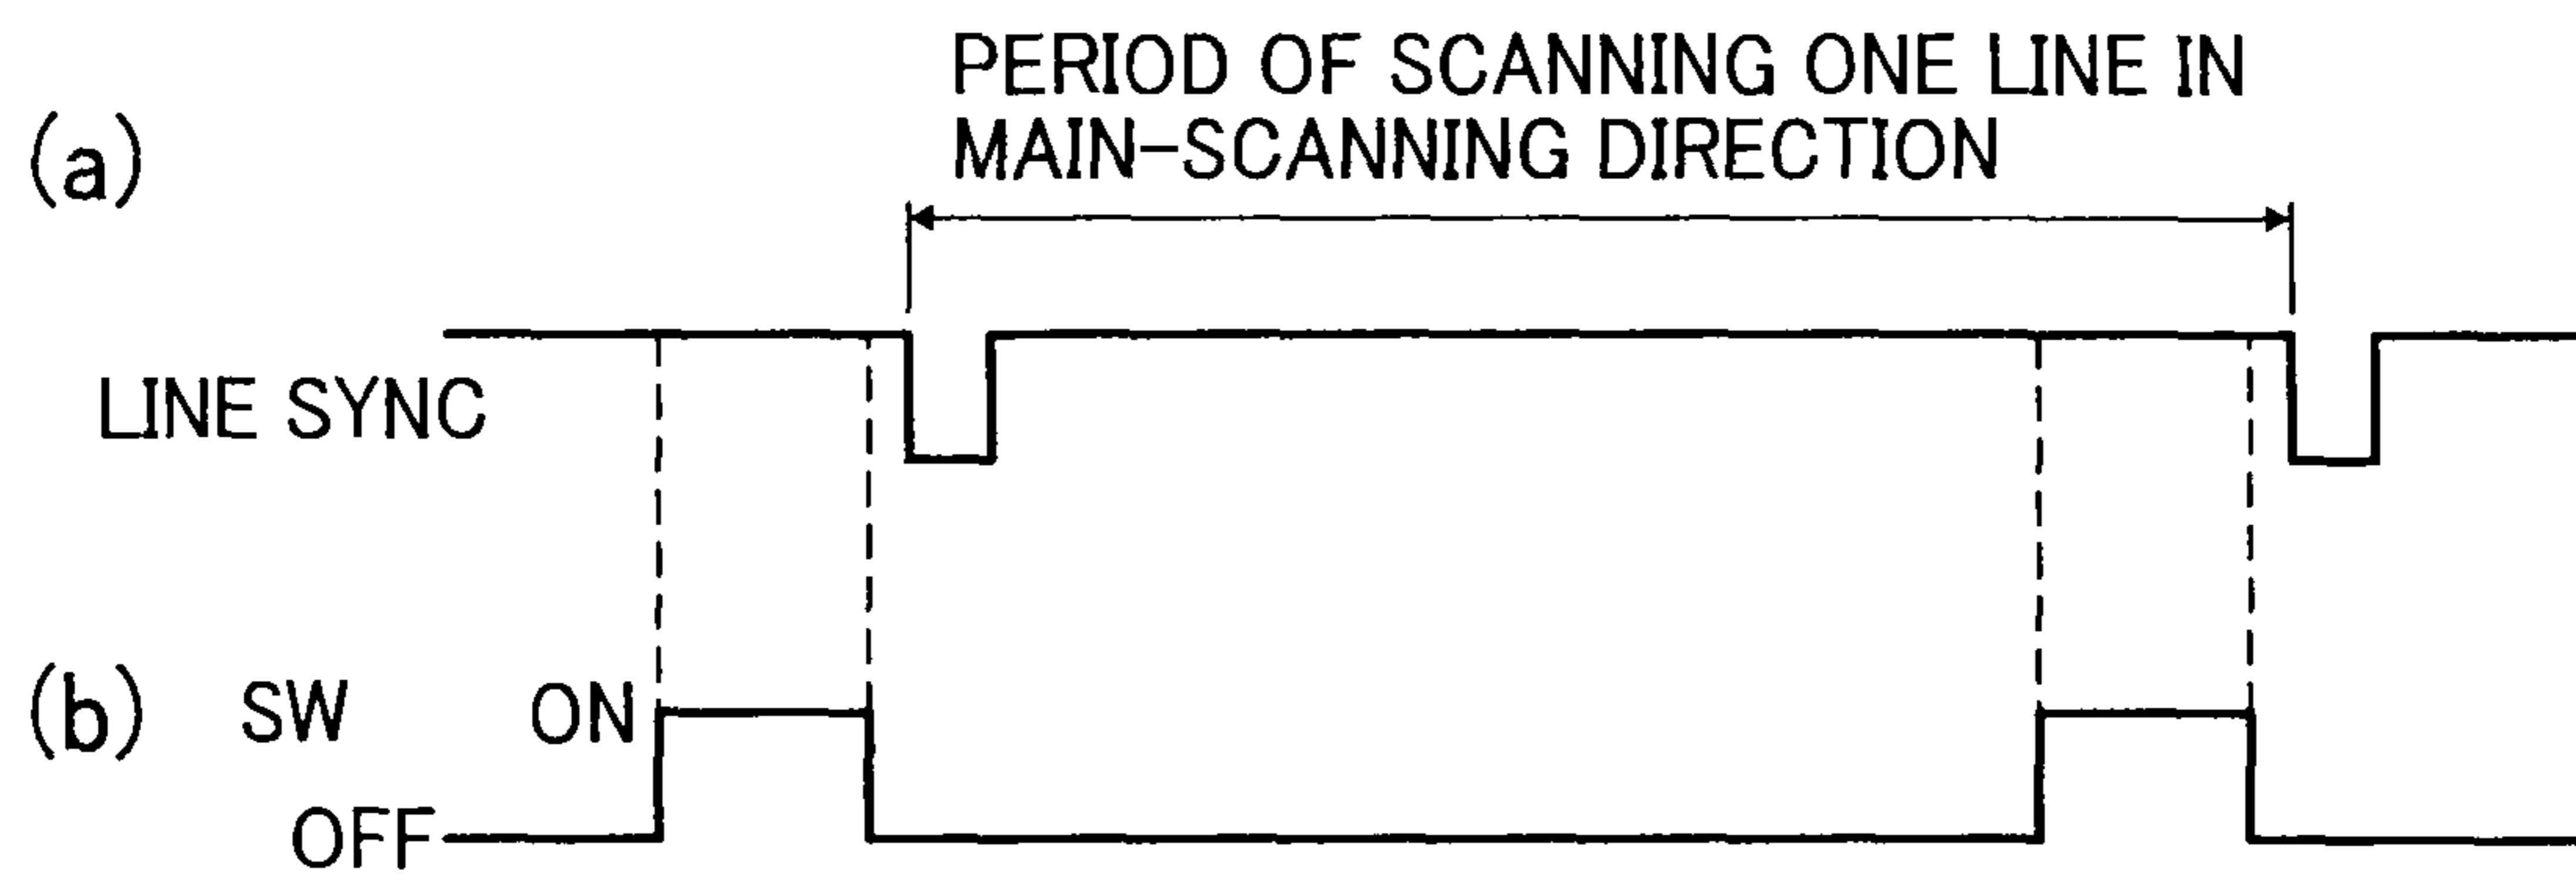 PERIOD OF SCANNING ONE LINE IN
MAIN-SCANNING DIRECTION
(a)
LINE SYNC
(b) SW ON
OFF